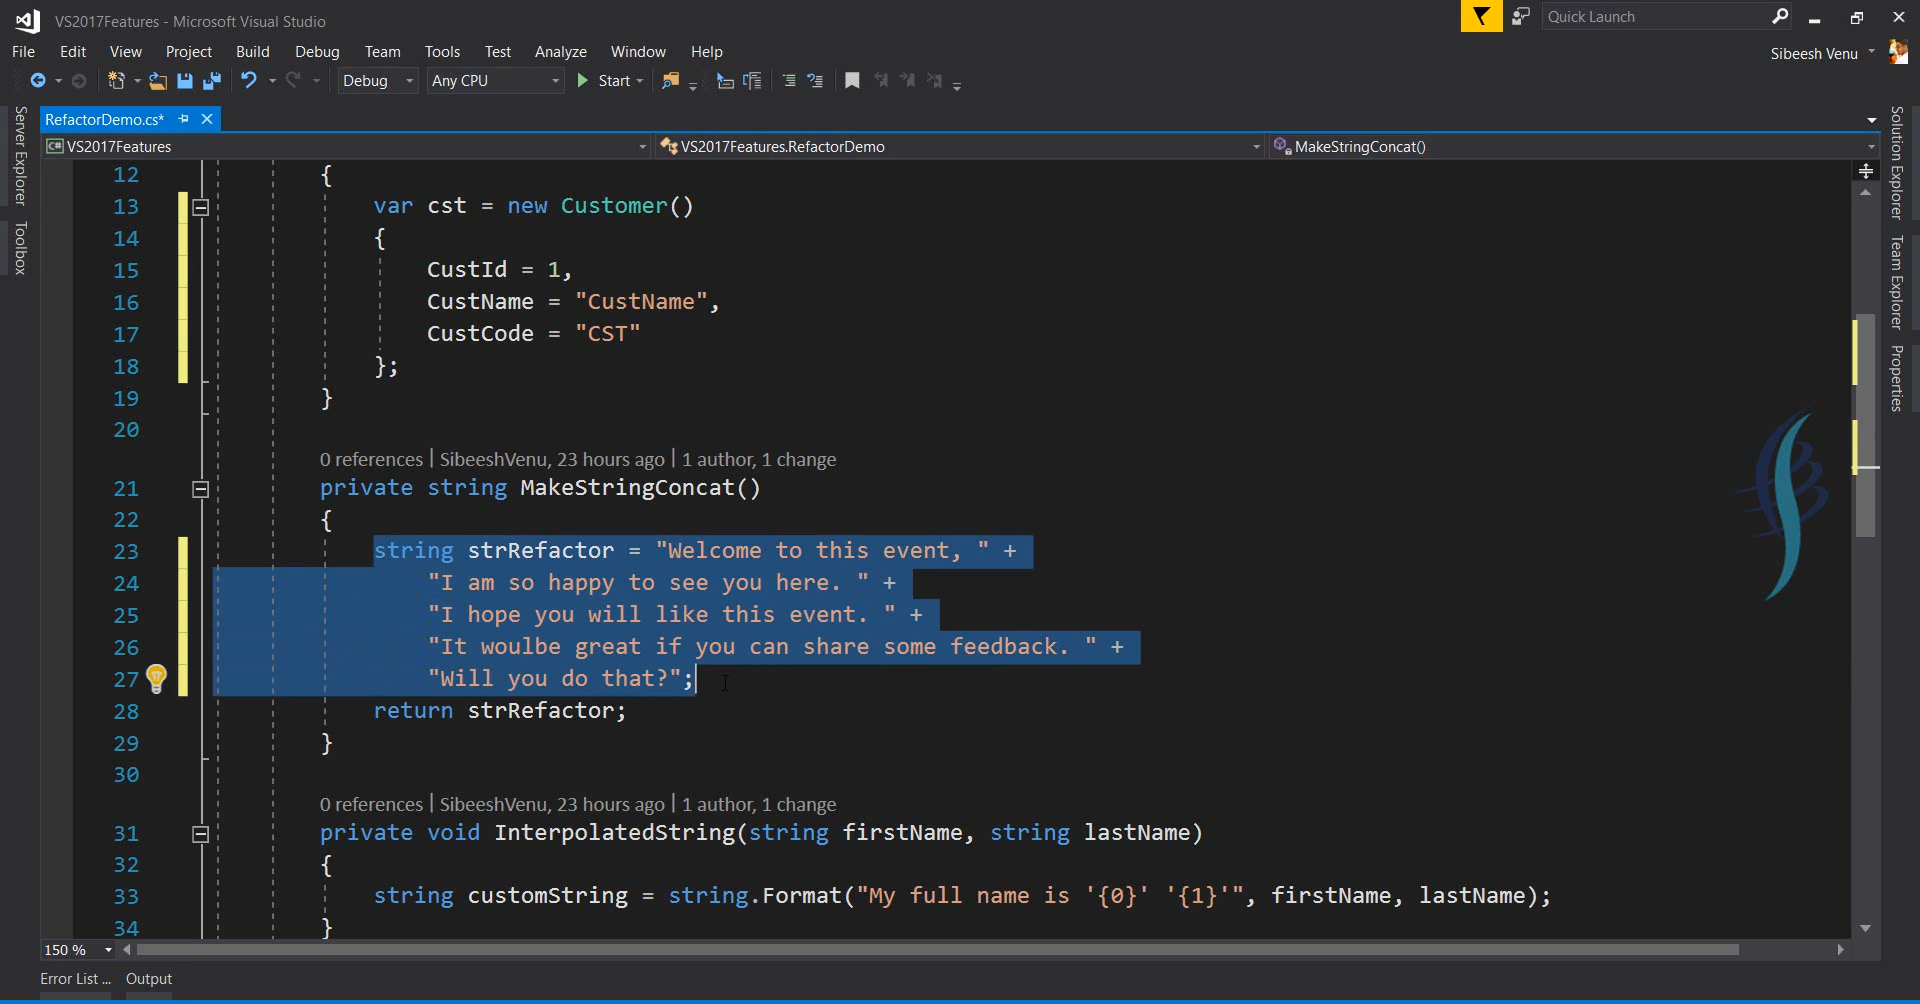 VS2017Features - Microsoft Visual Studio
Quick Launch
File Edit View Project Build Debug Team Tools Test Analyze Window Help
Sibeesh Venu
Debug Any CPU Start
Server Explorer
Toolbox
RefactorDemo.cs*
C# VS2017Features VS2017Features.RefactorDemo MakeStringConcat()
12 {
13 var cst = new Customer()
14 {
15 CustId = 1,
16 CustName = "CustName",
17 CustCode = "CST"
18 };
19 }
20
0 references | SibeeshVenu, 23 hours ago | 1 author, 1 change
21 private string MakeStringConcat()
22 {
23 string strRefactor = "Welcome to this event, " +
24 "I am so happy to see you here. " +
25 "I hope you will like this event. " +
26 "It woulbe great if you can share some feedback. " +
27 "Will you do that?";
28 return strRefactor;
29 }
30
0 references | SibeeshVenu, 23 hours ago | 1 author, 1 change
31 private void InterpolatedString(string firstName, string lastName)
32 {
33 string customString = string.Format("My full name is '{0}' '{1}'", firstName, lastName);
34 }
Solution Explorer
Team Explorer
Properties
150 %
Error List ... Output